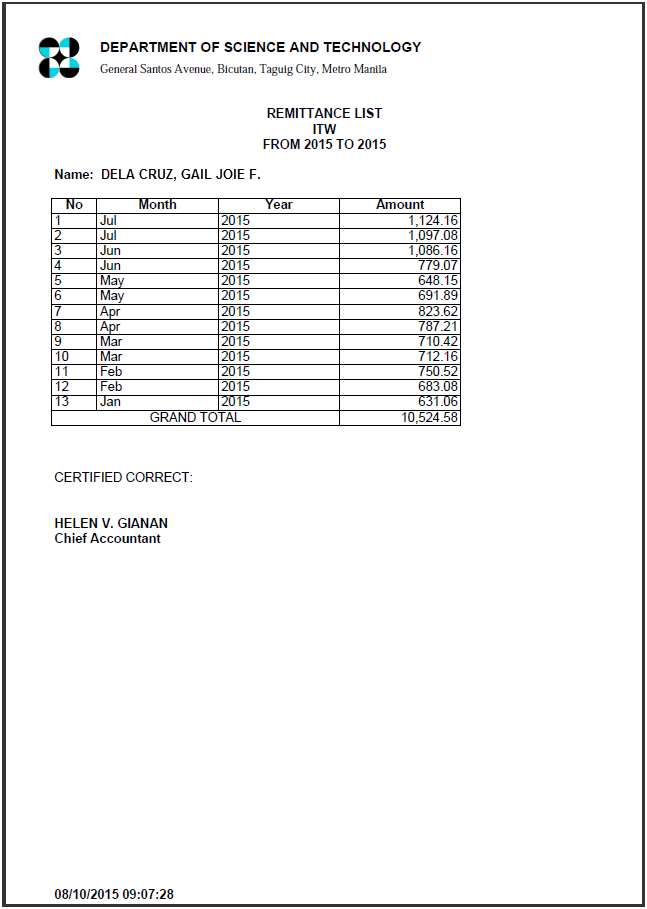 DEPARTMENT OF SCIENCE AND TECHNOLOGY
General Santos Avenue, Bicutan, Taguig City, Metro Manila
REMITTANCE LIST
ITW
FROM 2015 TO 2015
Name: DELA CRUZ, GAIL JOIE F.
No Month Year Amount
1 Jul 2015 1,124.16
2 Jul 2015 1,097.08
3 Jun 2015 1,086.16
4 Jun 2015 779.07
5 May 2015 648.15
6 May 2015 691.89
7 Apr 2015 823.62
8 Apr 2015 787.21
9 Mar 2015 710.42
10 Mar 2015 712.16
11 Feb 2015 750.52
12 Feb 2015 683.08
13 Jan 2015 631.06
GRAND TOTAL 10,524.58
CERTIFIED CORRECT:
HELEN V. GIANAN
Chief Accountant
08/10/2015 09:07:28